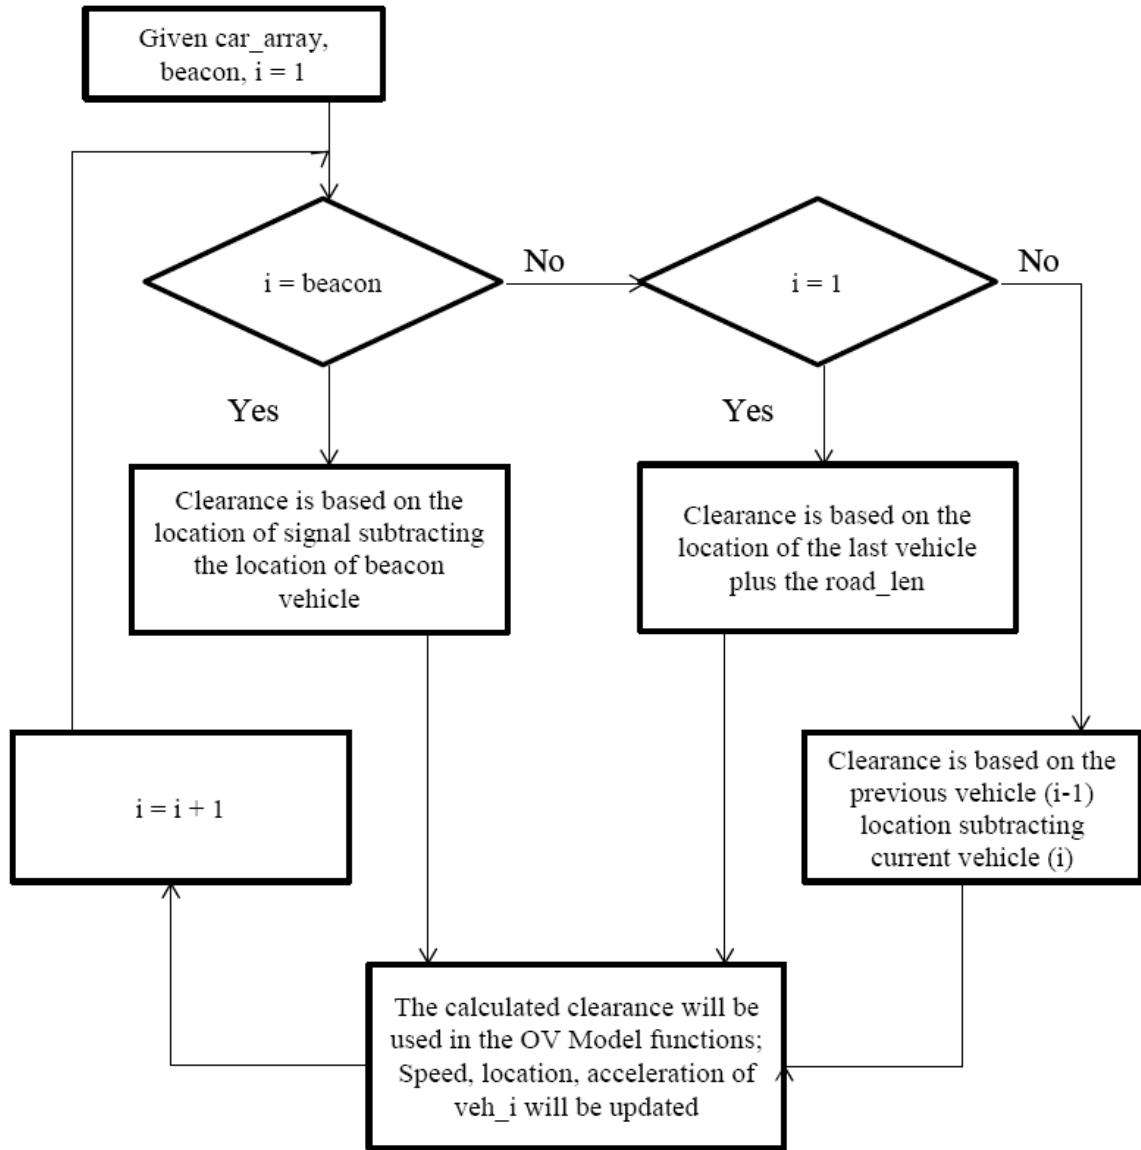 Given car_array,
beacon, i = 1
i = beacon
No
i = 1
No
Yes
Yes
Clearance is based on the
location of signal subtracting
the location of beacon
vehicle
Clearance is based on the
location of the last vehicle
plus the road_len
i = i + 1
Clearance is based on the
previous vehicle (i-1)
location subtracting
current vehicle (i)
The calculated clearance will be
used in the OV Model functions;
Speed, location, acceleration of
veh_i will be updated